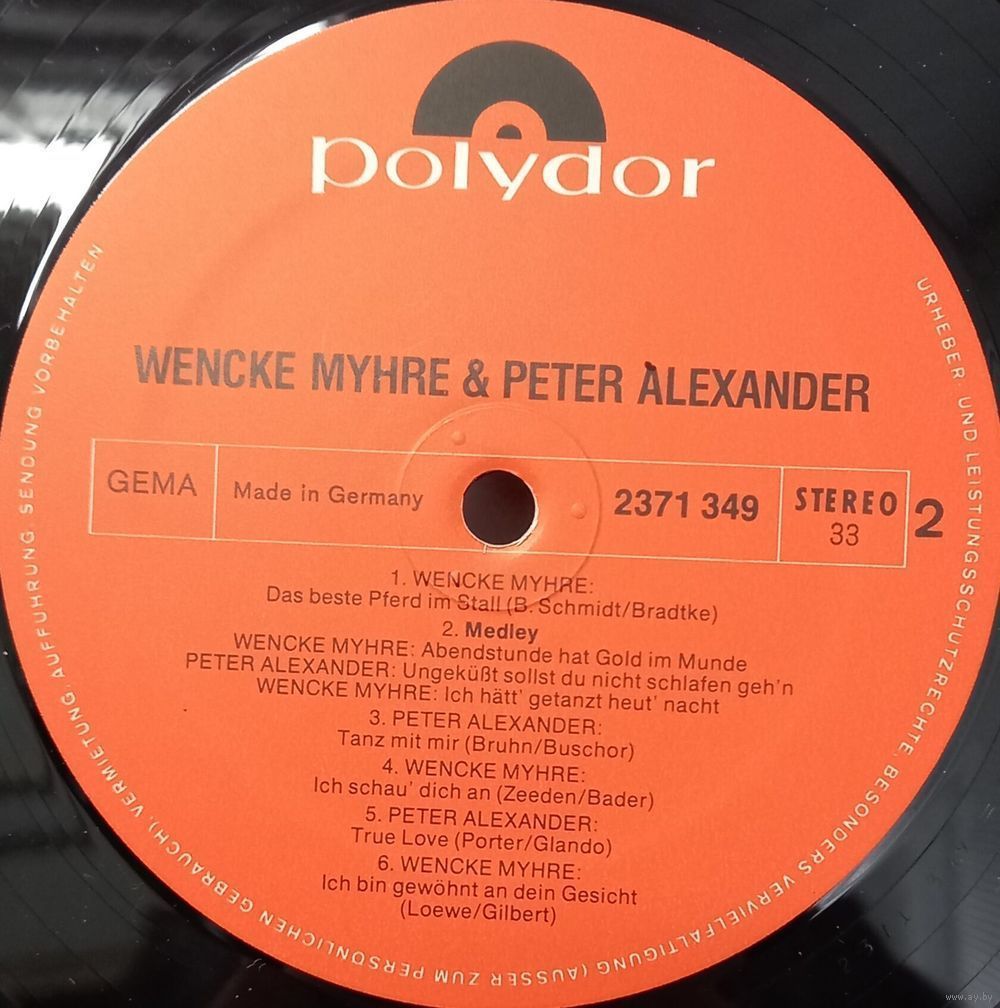 polydor
WENCKE MYHRE & PETER ALEXANDER
GEMA
Made in Germany
2371 349
STEREO
33
2
1. WENCKE MYHRE:
Das beste Pferd im Stall (B. Schmidt/Bradtke)
2. Medley
WENCKE MYHRE: Abendstunde hat Gold im Munde
PETER ALEXANDER: Ungeküßt sollst du nicht schlafen geh'n
WENCKE MYHRE: Ich hätt' getanzt heut' nacht
3. PETER ALEXANDER:
Tanz mit mir (Bruhn/Buschor)
4. WENCKE MYHRE:
Ich schau' dich an (Zeeden/Bader)
5. PETER ALEXANDER:
True Love (Porter/Glando)
6. WENCKE MYHRE:
Ich bin gewöhnt an dein Gesicht
(Loewe/Gilbert)
URHEBER UND LEISTUNGSSCHUTZRECHTE, BESONDERS VERVIELFÄLTIGUNG (AUSSER ZUM PERSÖNLICHEN GEBRAUCH), VERMIETUNG, AUFFÜHRUNG, SENDUNG VORBEHALTEN
www.ay.by